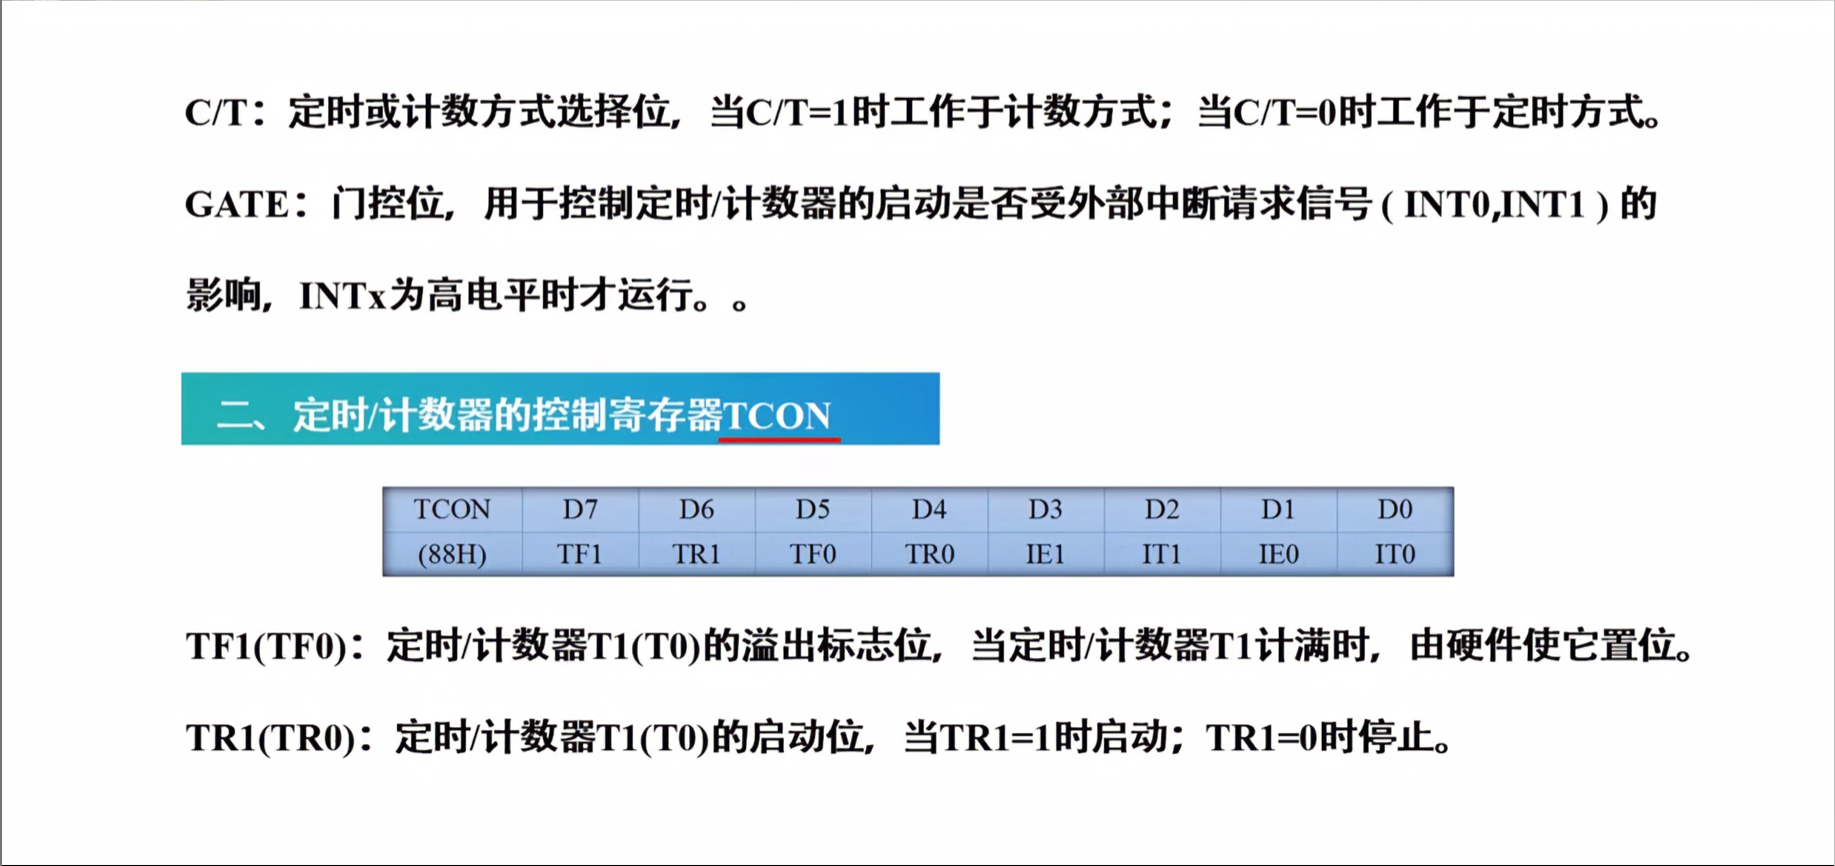 C/T：定时或计数方式选择位，当C/T=1时工作于计数方式；当C/T=0时工作于定时方式。
GATE：门控位，用于控制定时/计数器的启动是否受外部中断请求信号（INT0,INT1）的
影响，INTx为高电平时才运行。。
二、定时/计数器的控制寄存器TCON
TCON D7 D6 D5 D4 D3 D2 D1 D0
(88H) TF1 TR1 TF0 TR0 IE1 IT1 IE0 IT0
TF1(TF0)：定时/计数器T1(T0)的溢出标志位，当定时/计数器T1计满时，由硬件使它置位。
TR1(TR0)：定时/计数器T1(T0)的启动位，当TR1=1时启动；TR1=0时停止。